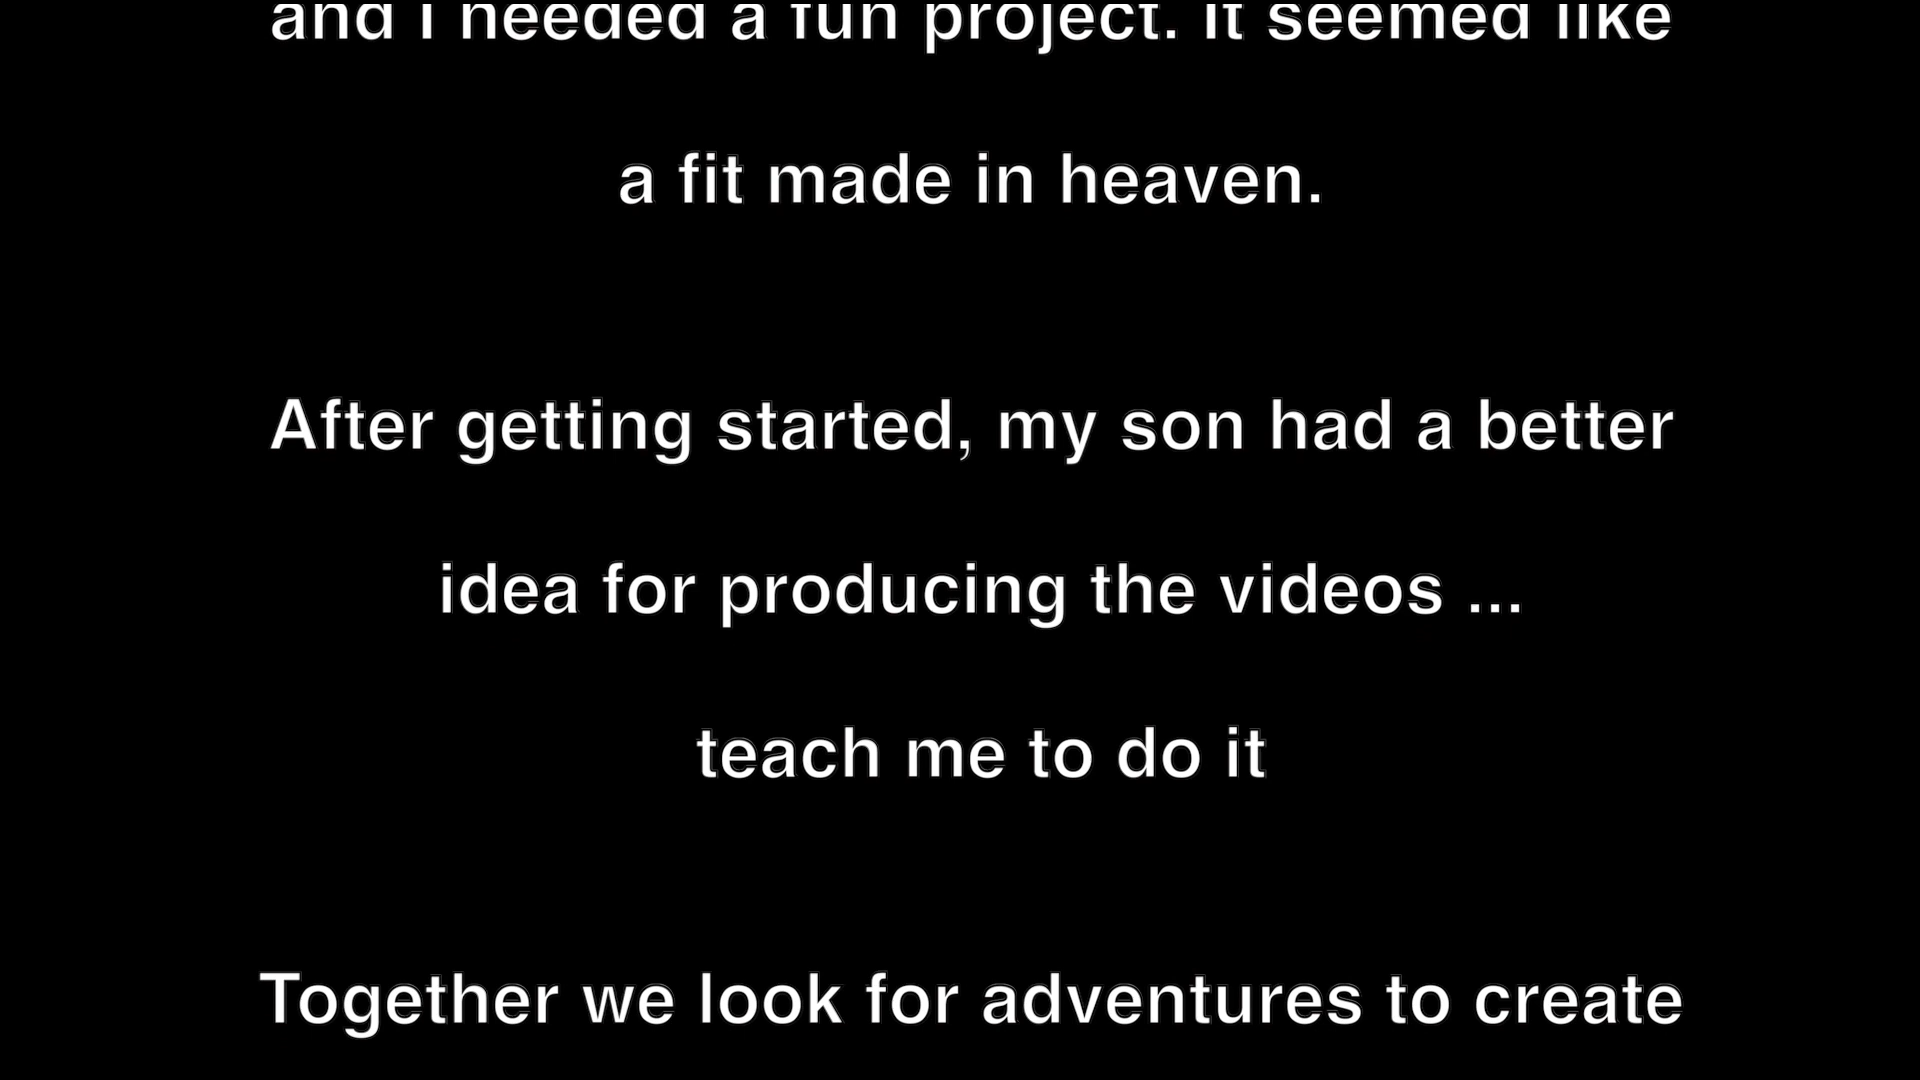 and I needed a fun project. It seemed like
a fit made in heaven.
After getting started, my son had a better
idea for producing the videos ...
teach me to do it
Together we look for adventures to create